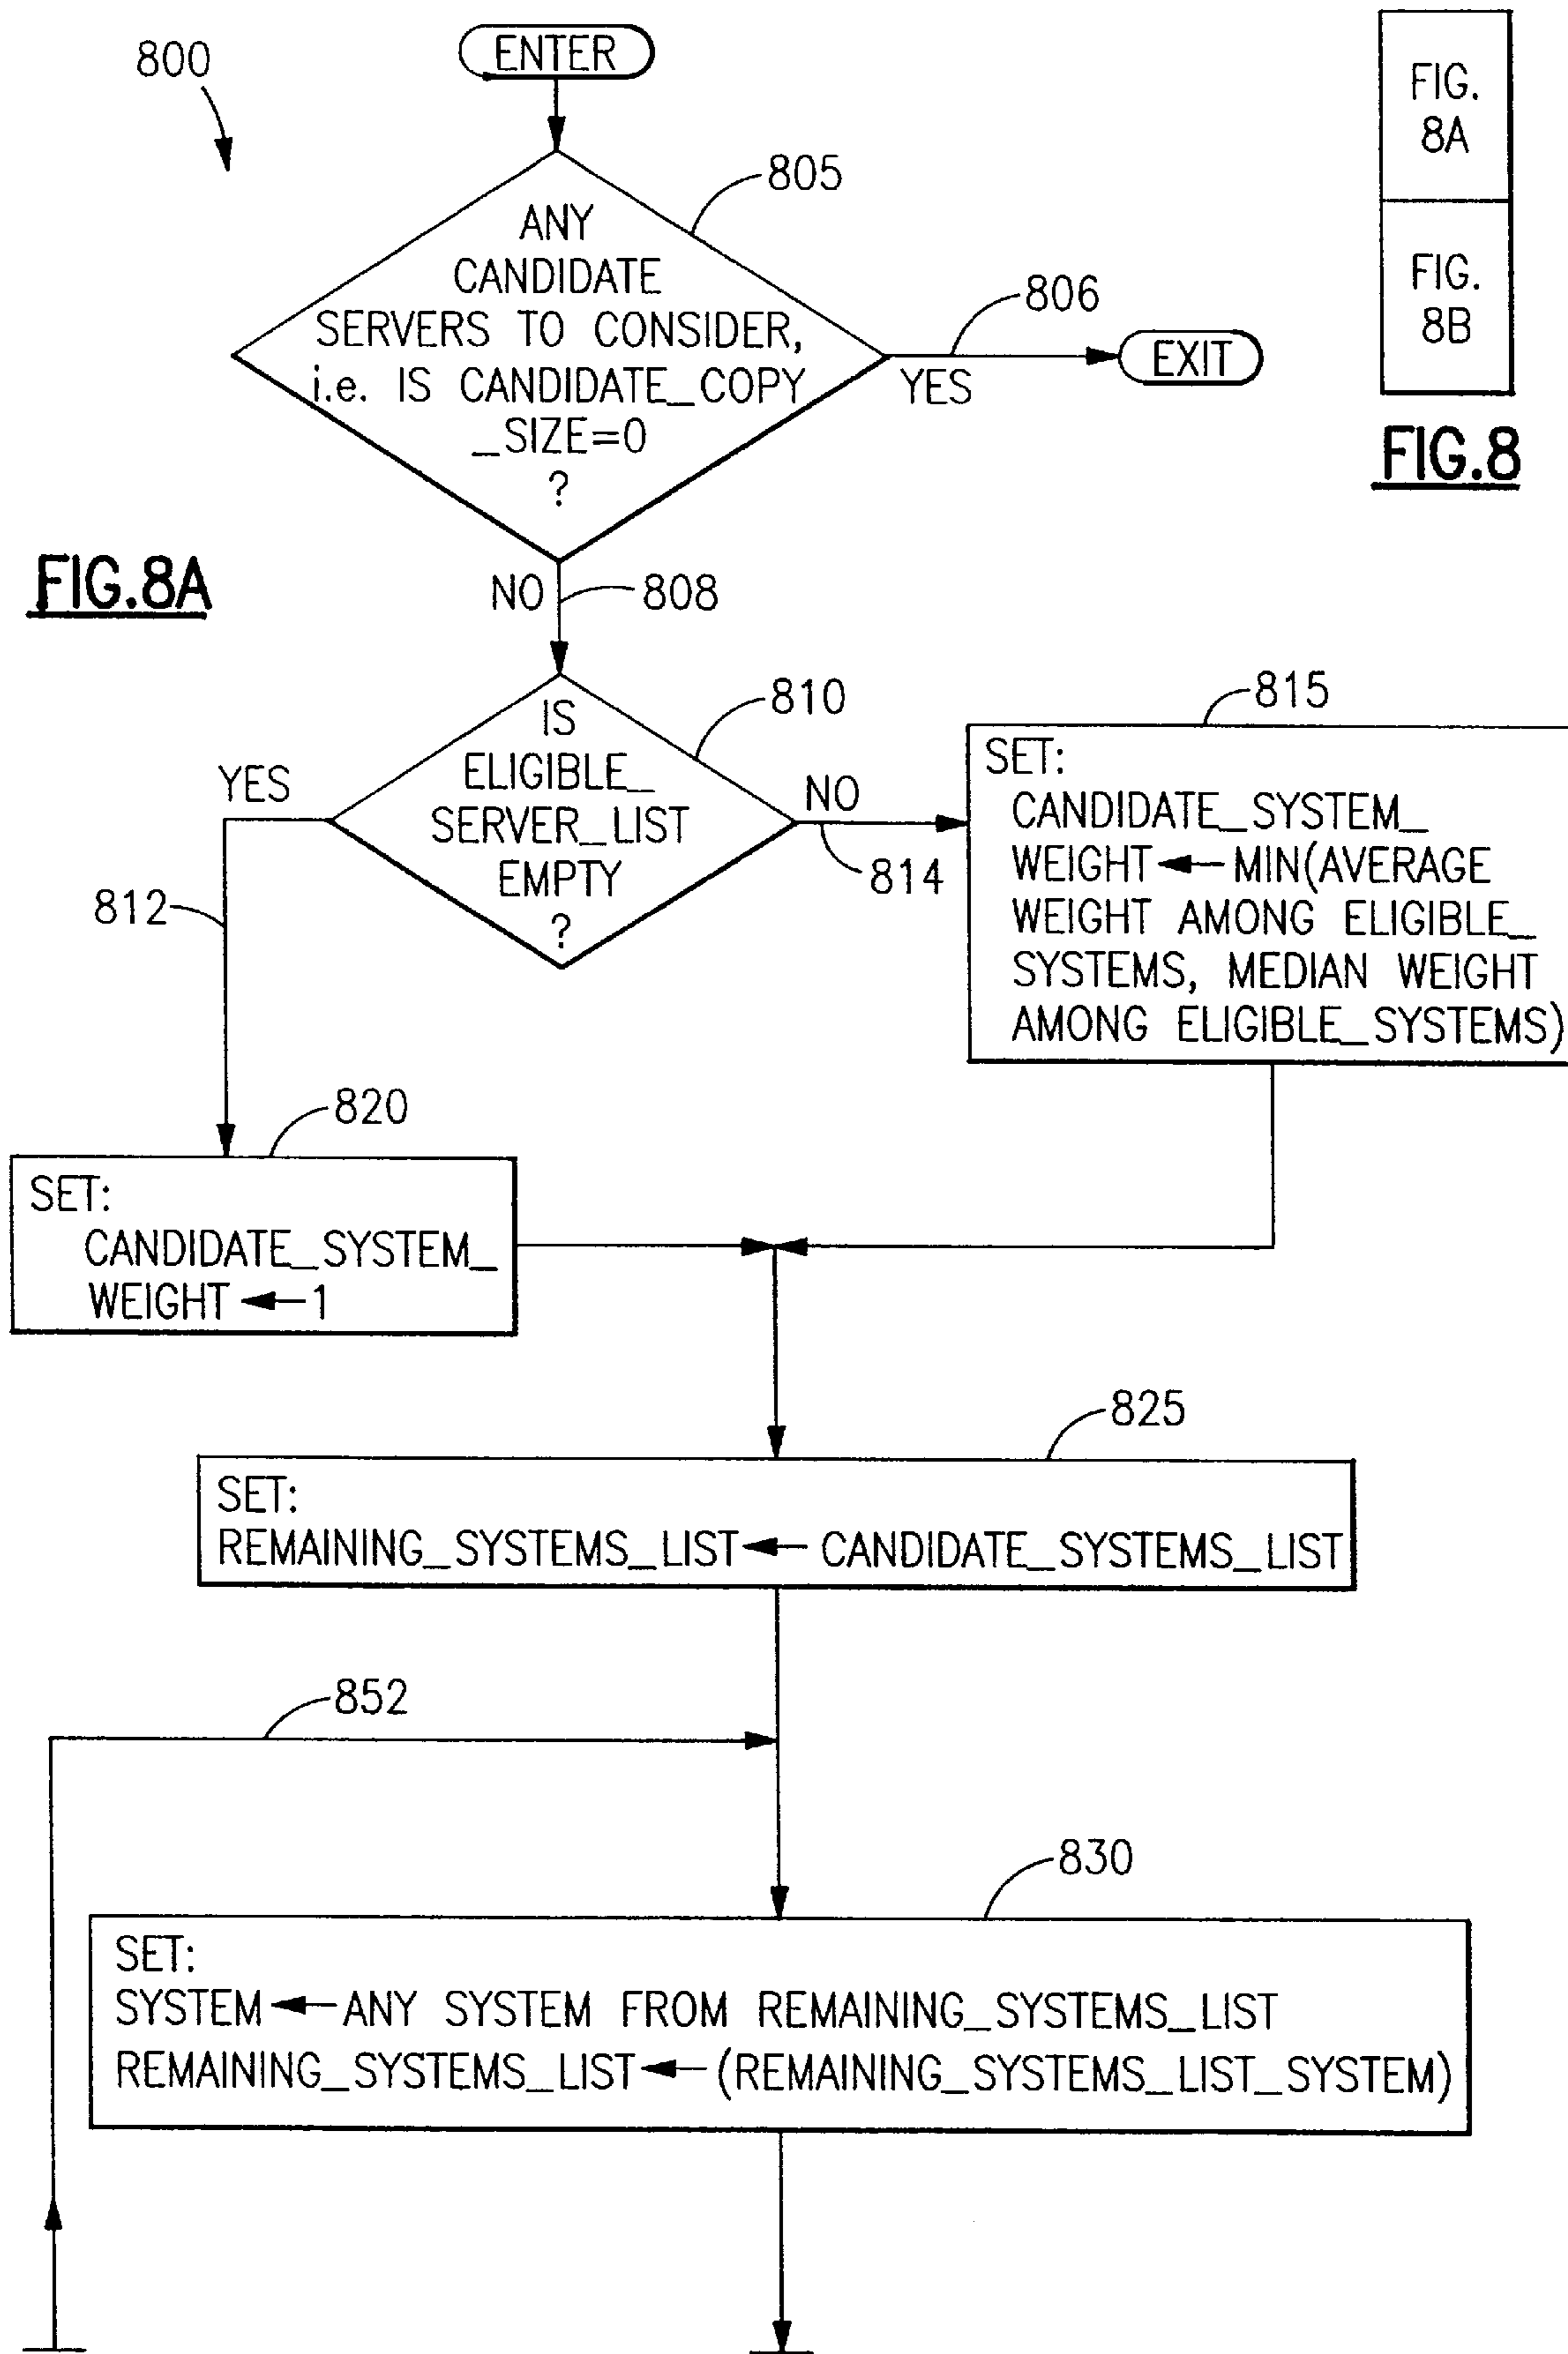 800
ENTER
FIG.
8A
FIG.
8B
FIG.8
805
ANY
CANDIDATE
SERVERS TO CONSIDER,
i.e. IS CANDIDATE_COPY
_SIZE=0
?
806
YES
EXIT
FIG.8A
NO
808
810
IS
ELIGIBLE_
SERVER_LIST
EMPTY
?
YES
812
NO
814
815
SET:
CANDIDATE_SYSTEM_
WEIGHT←MIN(AVERAGE
WEIGHT AMONG ELIGIBLE_
SYSTEMS, MEDIAN WEIGHT
AMONG ELIGIBLE_SYSTEMS)
820
SET:
CANDIDATE_SYSTEM_
WEIGHT←1
825
SET:
REMAINING_SYSTEMS_LIST← CANDIDATE_SYSTEMS_LIST
852
830
SET:
SYSTEM←ANY SYSTEM FROM REMAINING_SYSTEMS_LIST
REMAINING_SYSTEMS_LIST←(REMAINING_SYSTEMS_LIST_SYSTEM)